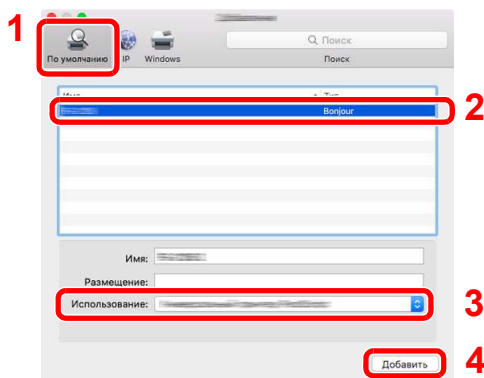 1
По умолчанию IP Windows
Поиск
Поиск
Имя Тип
Bonjour
2
Имя:
Размещение:
Использование:
3
Добавить
4